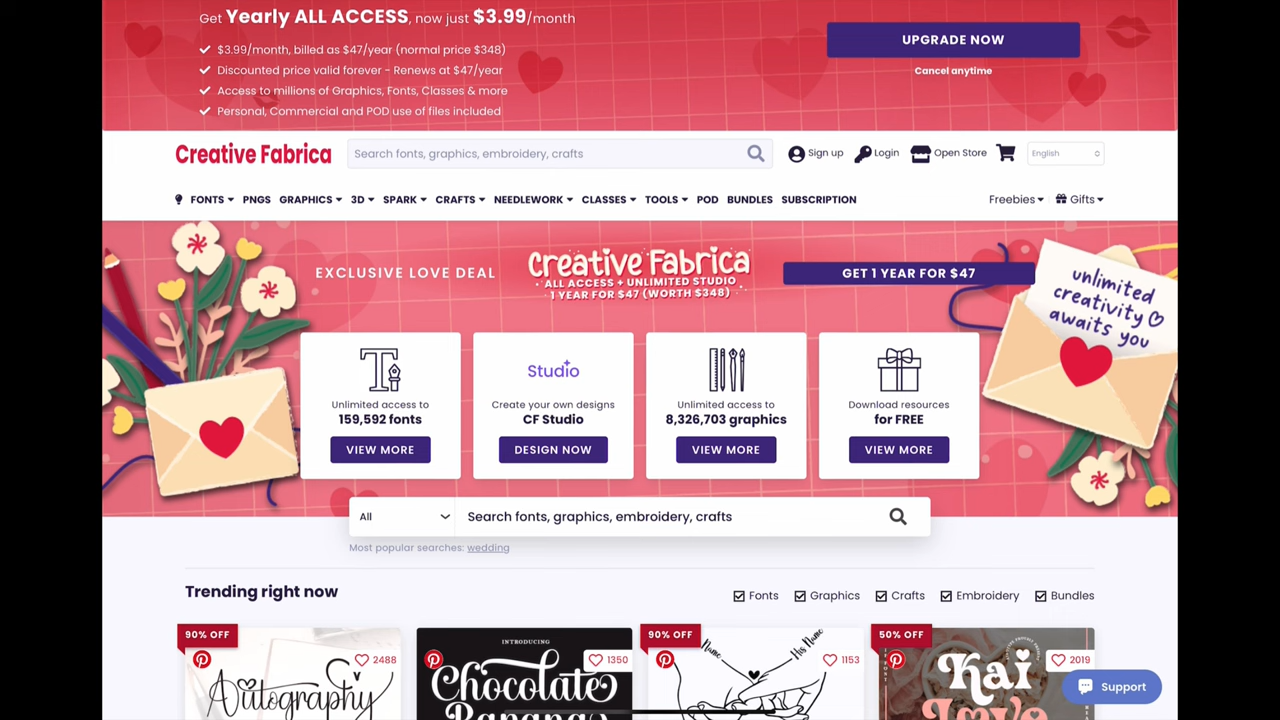 Get Yearly ALL ACCESS, now just $3.99/month
$3.99/month, billed as $47/year (normal price $348)
Discounted price valid forever - Renews at $47/year
Access to millions of Graphics, Fonts, Classes & more
Personal, Commercial and POD use of files included
UPGRADE NOW
Cancel anytime
Creative Fabrica
Search fonts, graphics, embroidery, crafts
Sign up
Login
Open Store
English
FONTS PNGS GRAPHICS 3D SPARK CRAFTS NEEDLEWORK CLASSES TOOLS POD BUNDLES SUBSCRIPTION
Freebies
Gifts
EXCLUSIVE LOVE DEAL
Creative Fabrica
ALL ACCESS + UNLIMITED STUDIO
1 YEAR FOR $47 (WORTH $348)
GET 1 YEAR FOR $47
unlimited
creativity
awaits you
Unlimited access to
159,592 fonts
VIEW MORE
Studio
Create your own designs
CF Studio
DESIGN NOW
Unlimited access to
8,326,703 graphics
VIEW MORE
Download resources
for FREE
VIEW MORE
All
Search fonts, graphics, embroidery, crafts
Most popular searches: wedding
Trending right now
Fonts
Graphics
Crafts
Embroidery
Bundles
90% OFF
2488
Autography
INTRODUCING
1350
Chocolate
90% OFF
1153
Name
His Name
50% OFF
2019
Kai
Love
Support